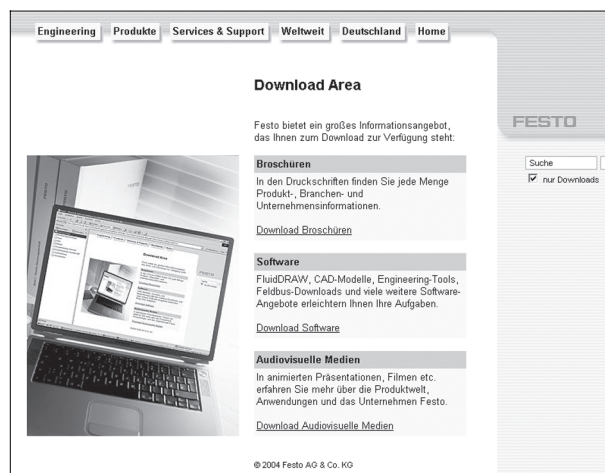 Engineering Produkte Services & Support Weltweit Deutschland Home
Download Area
Festo bietet ein großes Informationsangebot,
das Ihnen zum Download zur Verfügung steht:
FESTO
Suche
nur Downloads
Broschüren
In den Druckschriften finden Sie jede Menge
Produkt-, Branchen- und
Unternehmensinformationen.
Download Broschüren
Software
FluidDRAW, CAD-Modelle, Engineering-Tools,
Feldbus-Downloads und viele weitere Software-
Angebote erleichtern Ihnen Ihre Aufgaben.
Download Software
Audiovisuelle Medien
In animierten Präsentationen, Filmen etc.
erfahren Sie mehr über die Produktwelt,
Anwendungen und das Unternehmen Festo.
Download Audiovisuelle Medien
© 2004 Festo AG & Co. KG